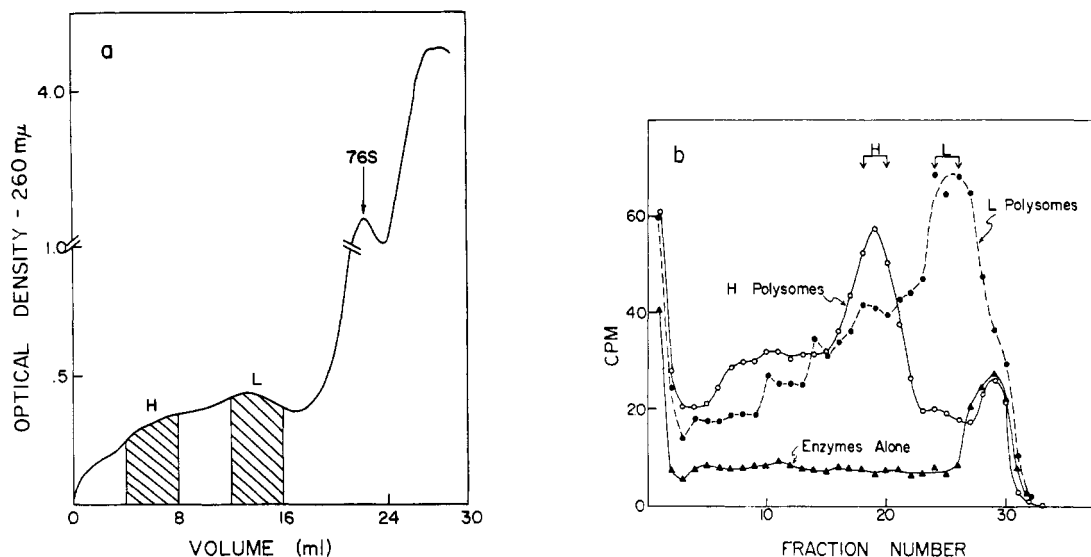 a
OPTICAL DENSITY - 260 mμ
4.0
1.0
.5
76S
H
L
0
8
16
24
30
VOLUME (ml)
b
CPM
60
40
20
0
H
L
L Polysomes
H Polysomes
Enzymes Alone
10
20
30
FRACTION NUMBER